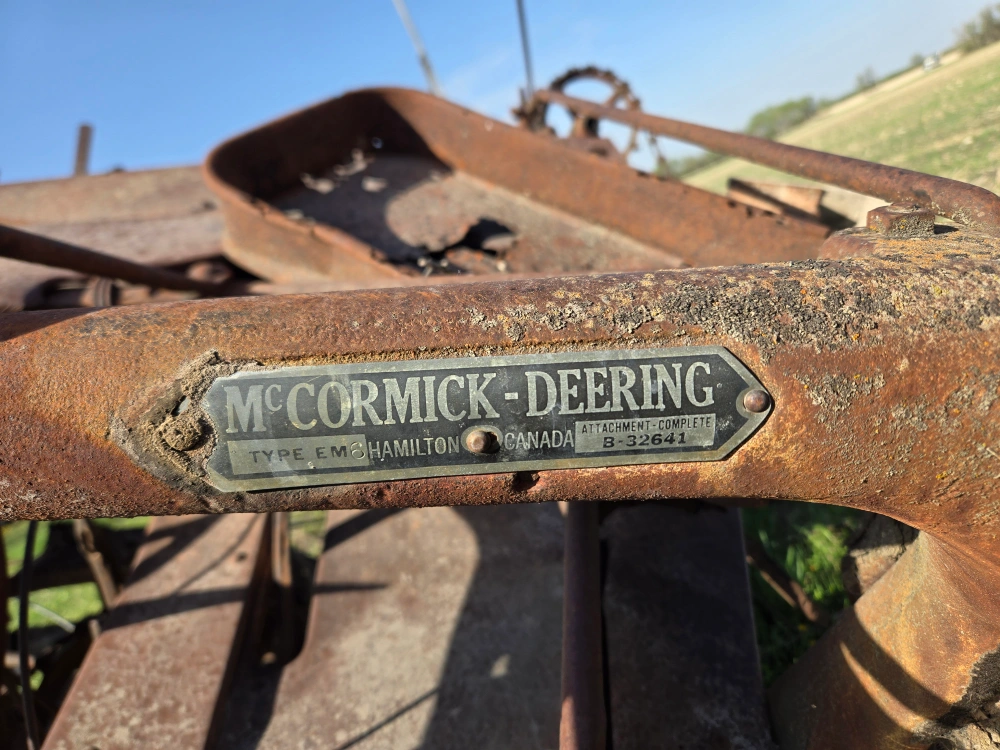 McCORMICK-DEERING
TYPE EM6 HAMILTON CANADA
ATTACHMENT-COMPLETE
B-32641